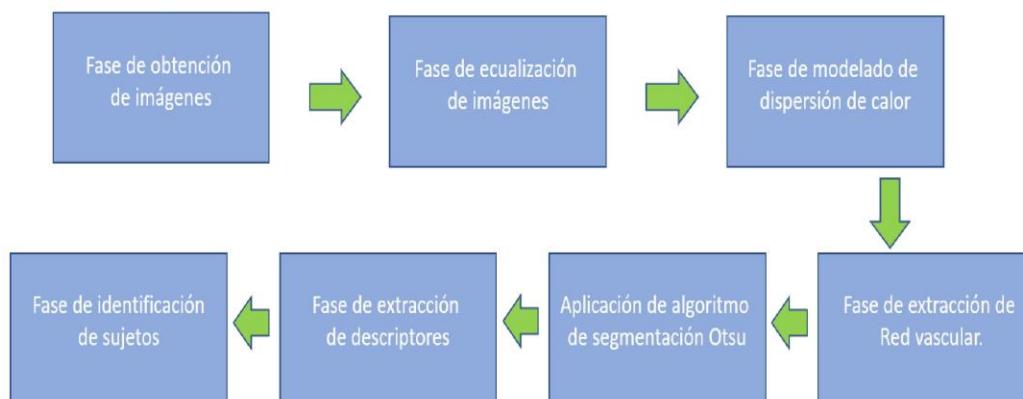 Fase de obtención
de imágenes
Fase de ecualización
de imágenes
Fase de modelado de
dispersión de calor
Fase de extracción de
Red vascular.
Aplicación de algoritmo
de segmentación Otsu
Fase de extracción
de descriptores
Fase de identificación
de sujetos